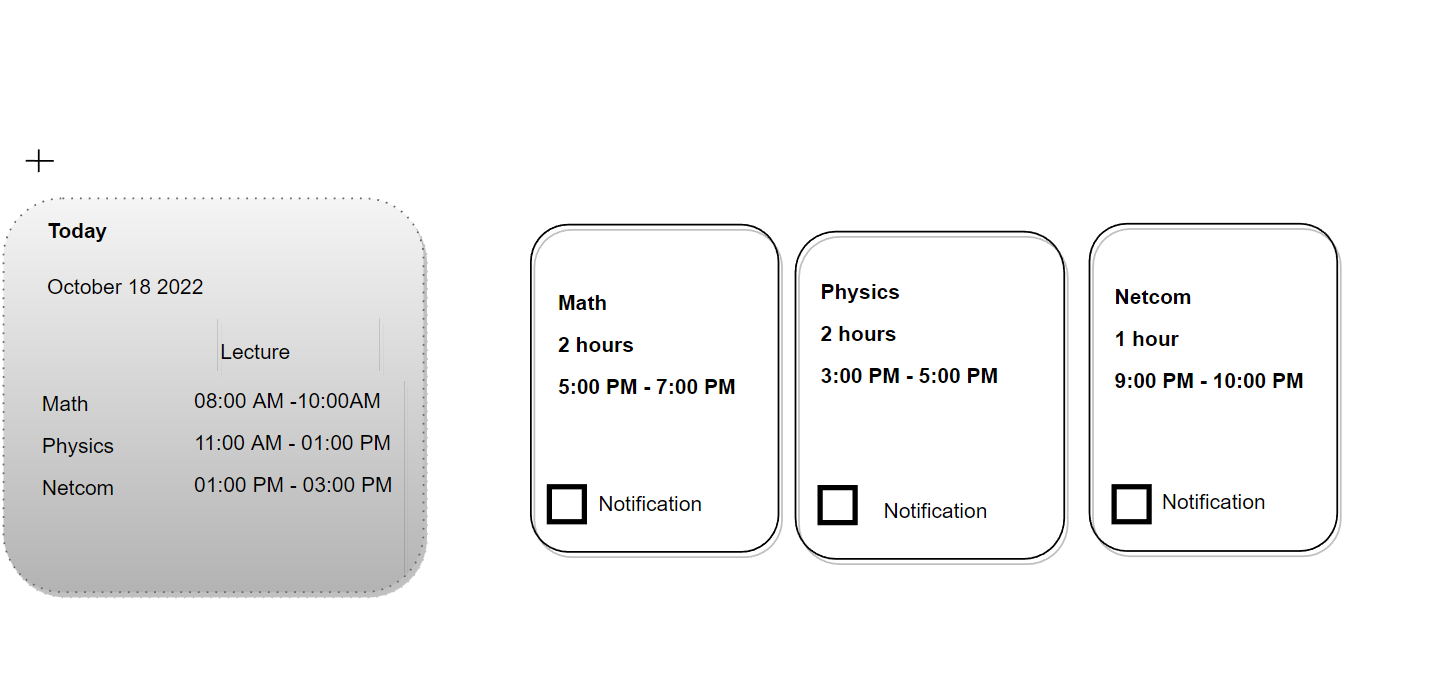 Today
October 18 2022
Lecture
Math 08:00 AM -10:00AM
Physics 11:00 AM - 01:00 PM
Netcom 01:00 PM - 03:00 PM
Math
2 hours
5:00 PM - 7:00 PM
Notification
Physics
2 hours
3:00 PM - 5:00 PM
Notification
Netcom
1 hour
9:00 PM - 10:00 PM
Notification